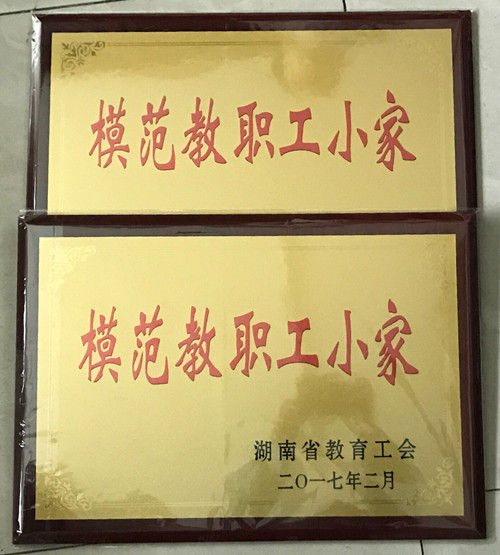 模范教职工小家
模范教职工小家
湖南省教育工会
二〇一七年二月